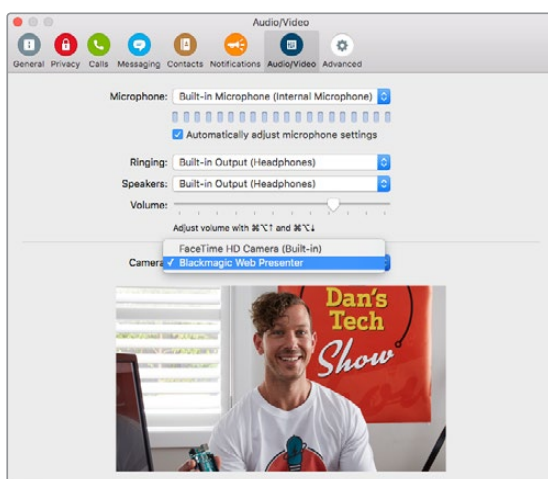 Audio/Video
General Privacy Calls Messaging Contacts Notifications Audio/Video Advanced
Microphone: Built-in Microphone (Internal Microphone)
Automatically adjust microphone settings
Ringing: Built-in Output (Headphones)
Speakers: Built-in Output (Headphones)
Volume:
Adjust volume with ⌘⌥↑ and ⌘⌥↓
FaceTime HD Camera (Built-in)
Camera ✓ Blackmagic Web Presenter
Dan's
Tech
Show